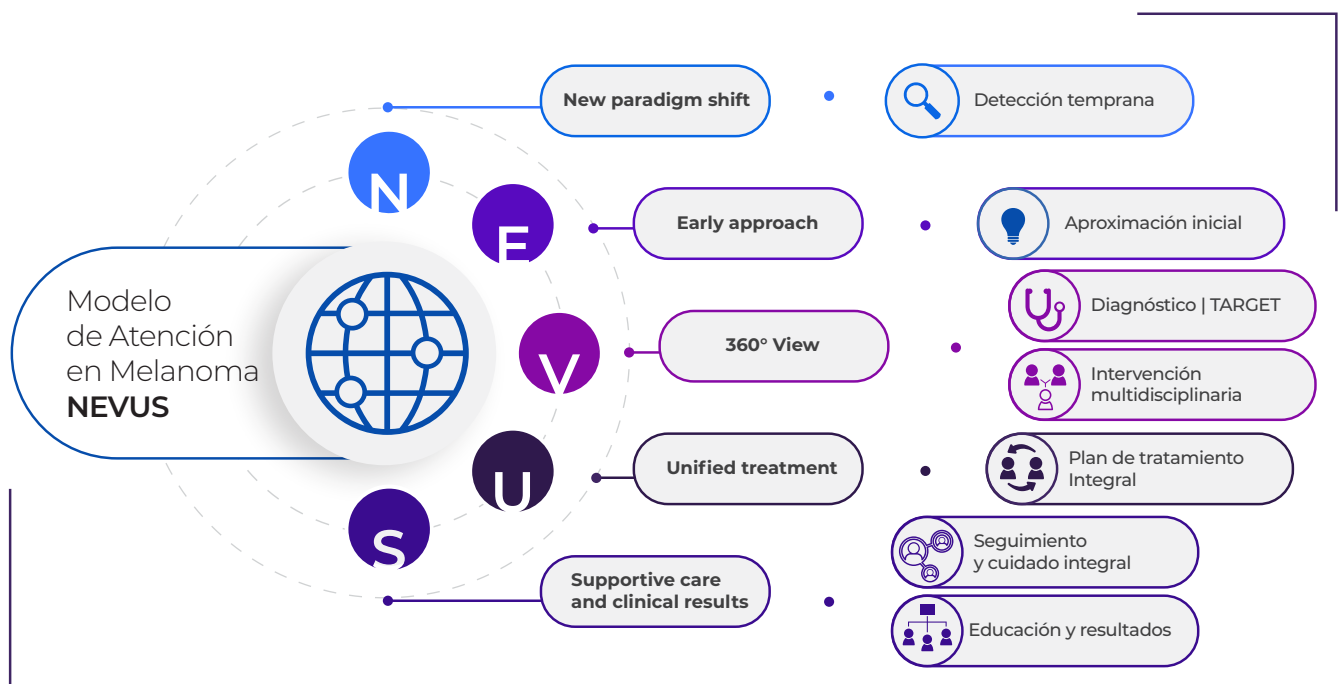 Modelo
de Atención
en Melanoma
NEVUS
N
New paradigm shift
Detección temprana
E
Early approach
Aproximación inicial
V
360° View
Diagnóstico | TARGET
Intervención
multidisciplinaria
U
Unified treatment
Plan de tratamiento
Integral
S
Supportive care
and clinical results
Seguimiento
y cuidado integral
Educación y resultados